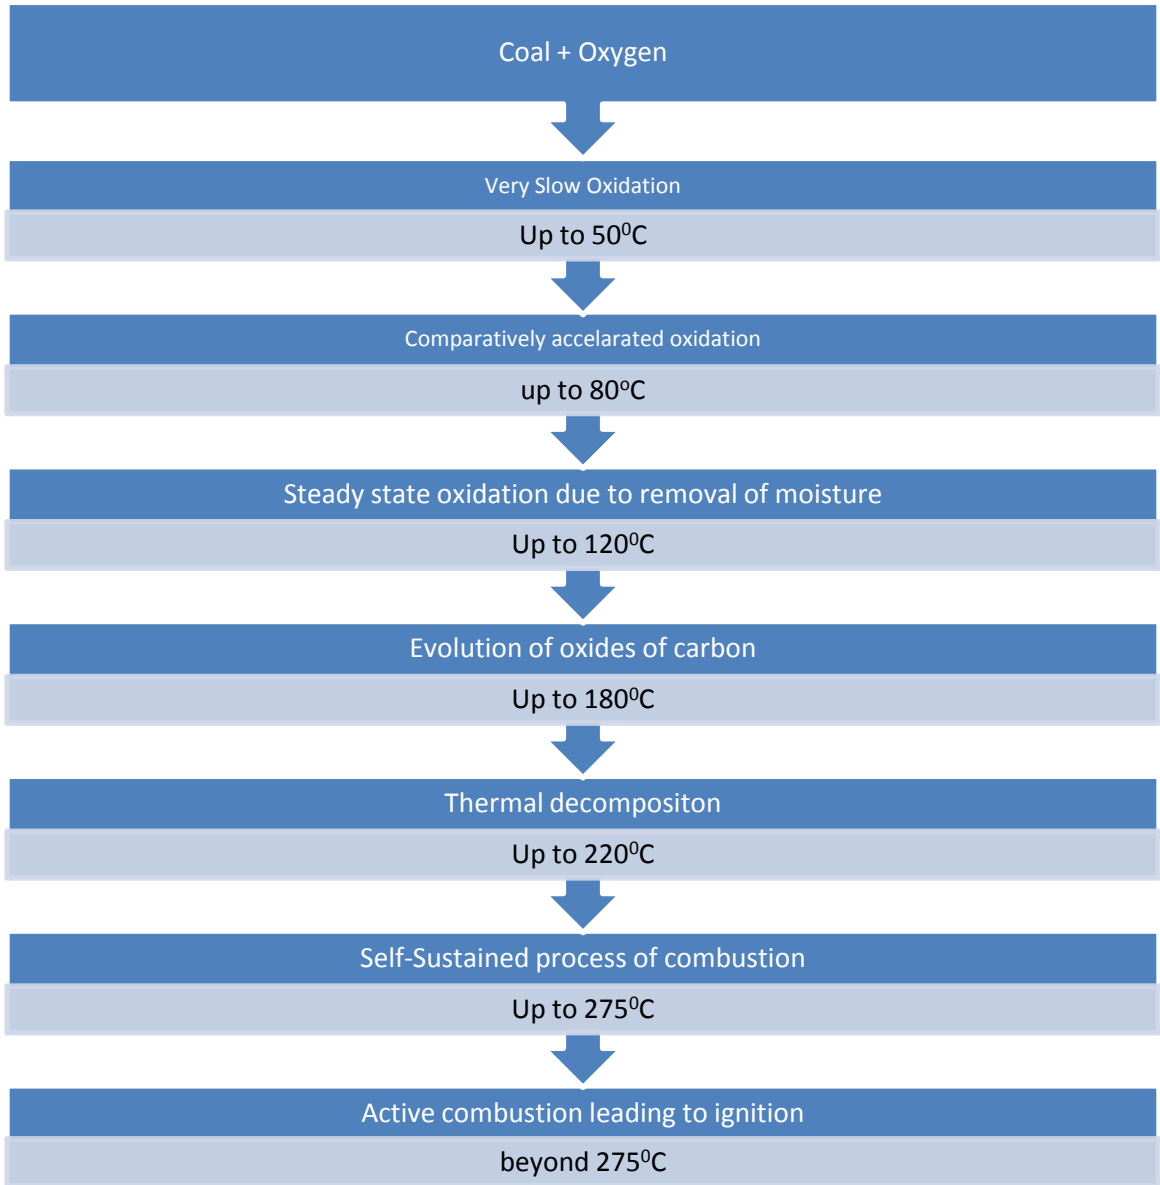 Coal + Oxygen
Very Slow Oxidation
Up to 50⁰C
Comparatively accelarated oxidation
up to 80⁰C
Steady state oxidation due to removal of moisture
Up to 120⁰C
Evolution of oxides of carbon
Up to 180⁰C
Thermal decompositon
Up to 220⁰C
Self-Sustained process of combustion
Up to 275⁰C
Active combustion leading to ignition
beyond 275⁰C